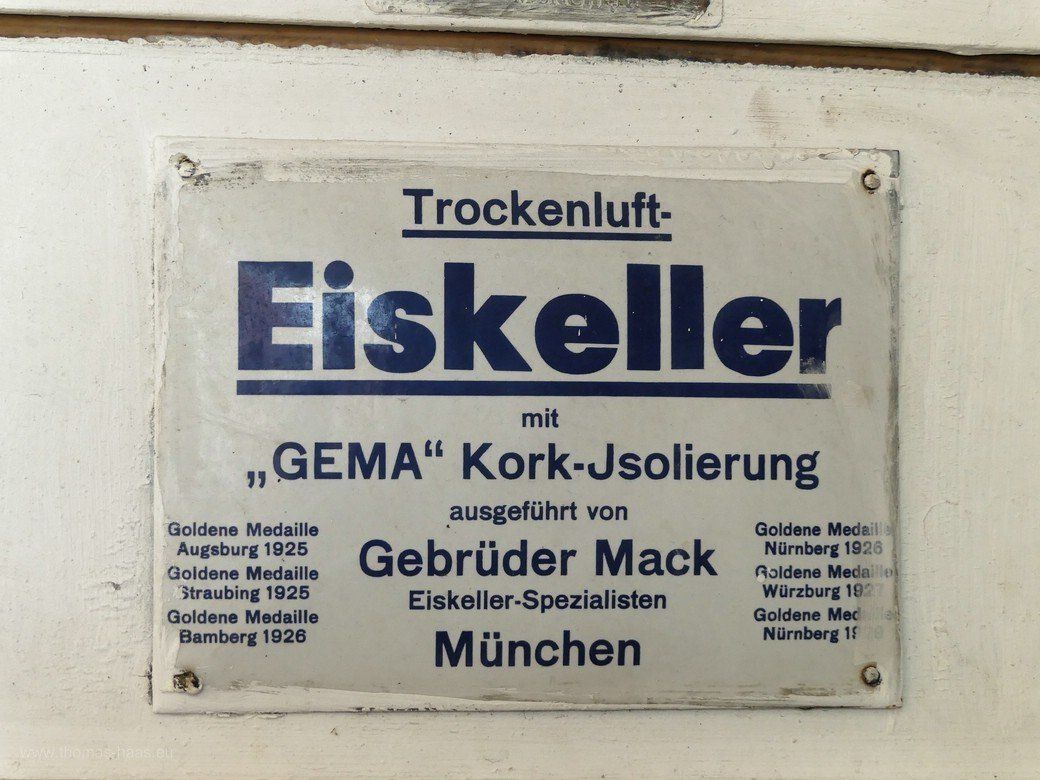 Trockenluft-
Eiskeller
mit
„GEMA“ Kork-Jsolierung
ausgeführt von
Gebrüder Mack
Eiskeller-Spezialisten
München
Goldene Medaille
Augsburg 1925
Goldene Medaille
Straubing 1925
Goldene Medaille
Bamberg 1926
Goldene Medaille
Nürnberg 1926
Goldene Medaille
Würzburg 1927
Goldene Medaille
Nürnberg
www.thomas-haas.eu